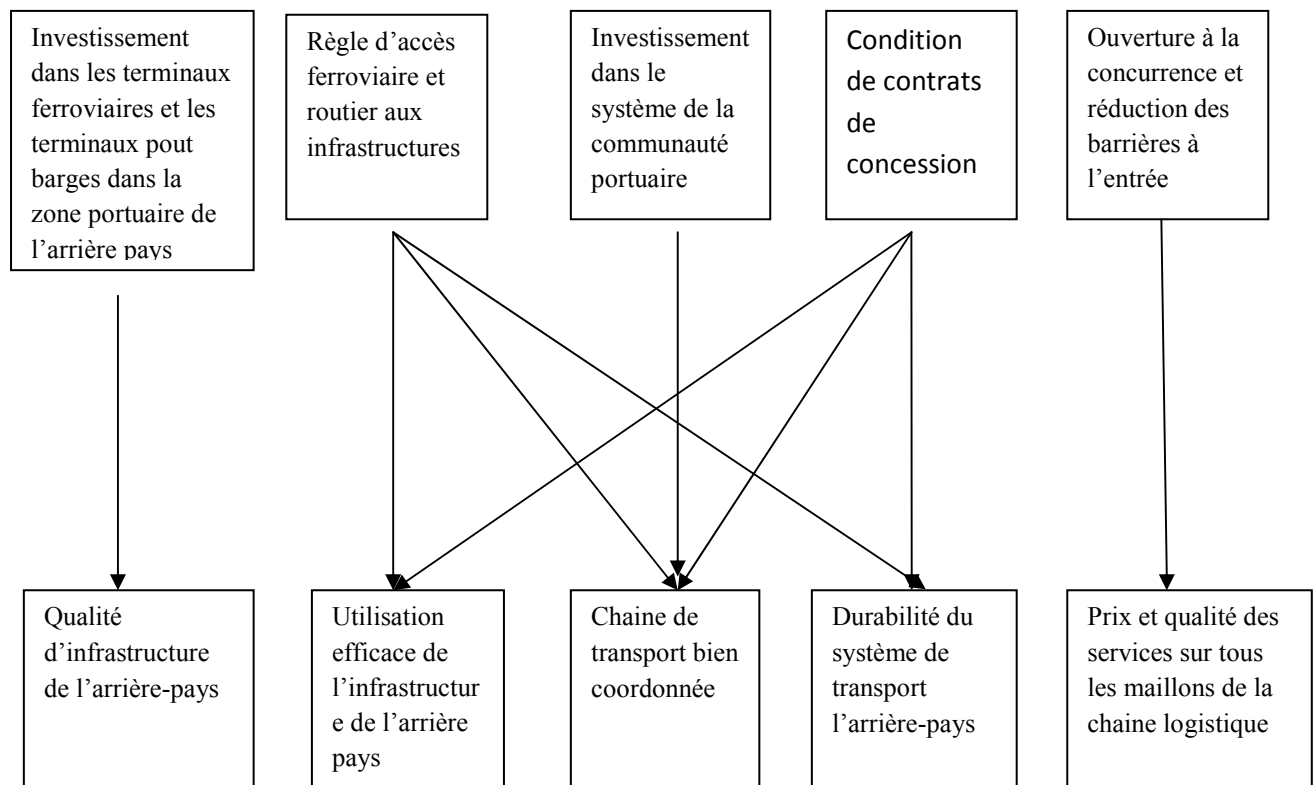 Investissement
dans les terminaux
ferroviaires et les
terminaux pout
barges dans la
zone portuaire de
l’arrière pays
Règle d’accès
ferroviaire et
routier aux
infrastructures
Investissement
dans le
système de la
communauté
portuaire
Condition
de contrats
de
concession
Ouverture à la
concurrence et
réduction des
barrières à
l’entrée
Qualité
d’infrastructure
de l’arrière-pays
Utilisation
efficace de
l’infrastructur
e de l’arrière
pays
Chaine de
transport bien
coordonnée
Durabilité du
système de
transport
l’arrière-pays
Prix et qualité des
services sur tous
les maillons de la
chaine logistique